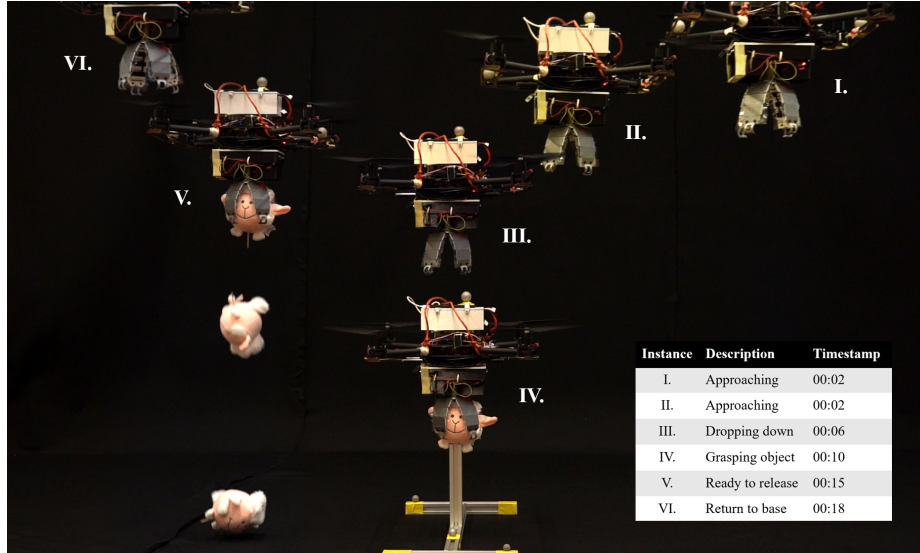 VI.
I.
II.
V.
III.
IV.
Instance Description Timestamp
I. Approaching 00:02
II. Approaching 00:02
III. Dropping down 00:06
IV. Grasping object 00:10
V. Ready to release 00:15
VI. Return to base 00:18